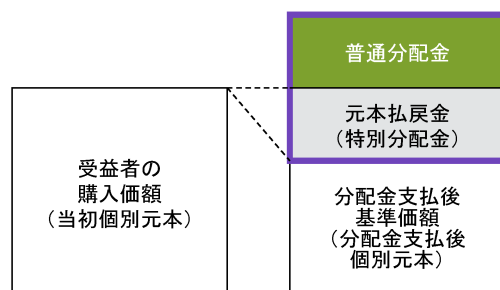 普通分配金
元本払戻金
（特別分配金）
受益者の
購入価額
（当初個別元本）
分配金支払後
基準価額
（分配金支払後
個別元本）